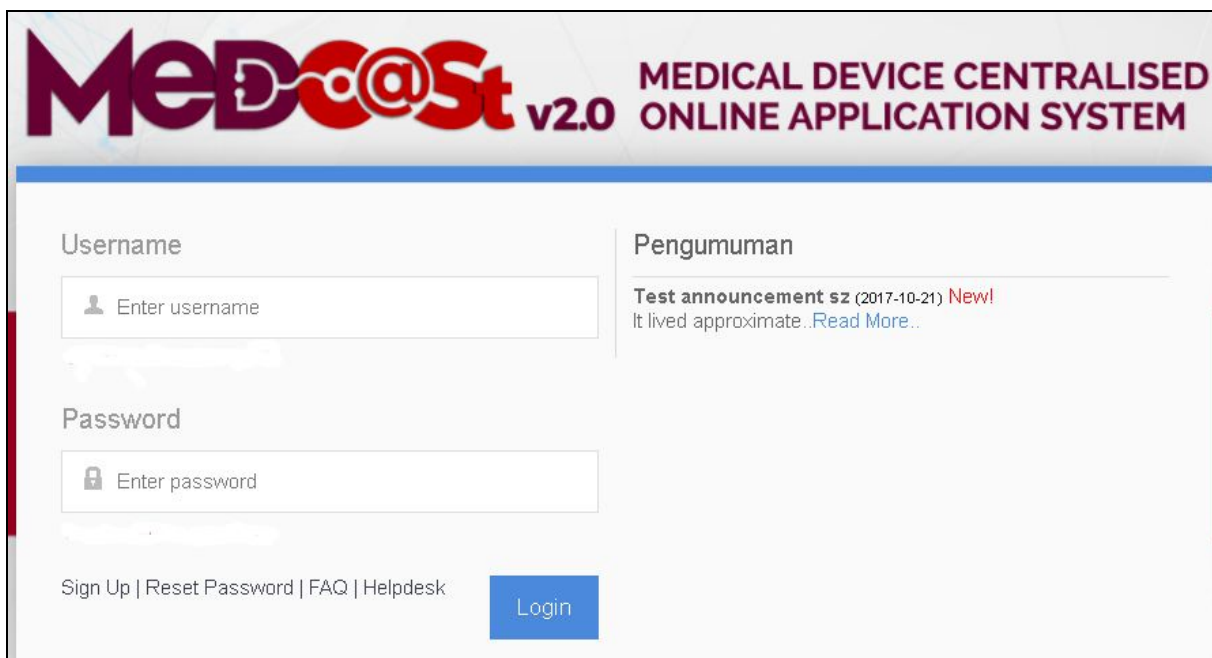 MeDC@St v2.0
MEDICAL DEVICE CENTRALISED
ONLINE APPLICATION SYSTEM
Username
Enter username
Password
Enter password
Sign Up | Reset Password | FAQ | Helpdesk
Login
Pengumuman
Test announcement sz (2017-10-21) New!
It lived approximate..Read More..